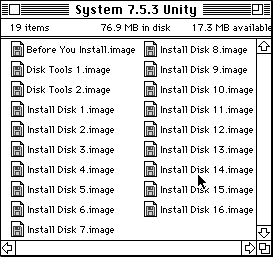 System 7.5.3 Unity
19 items 76.9 MB in disk 17.3 MB available
Before You Install.image
Disk Tools 1.image
Disk Tools 2.image
Install Disk 1.image
Install Disk 2.image
Install Disk 3.image
Install Disk 4.image
Install Disk 5.image
Install Disk 6.image
Install Disk 7.image
Install Disk 8.image
Install Disk 9.image
Install Disk 10.image
Install Disk 11.image
Install Disk 12.image
Install Disk 13.image
Install Disk 14.image
Install Disk 15.image
Install Disk 16.image